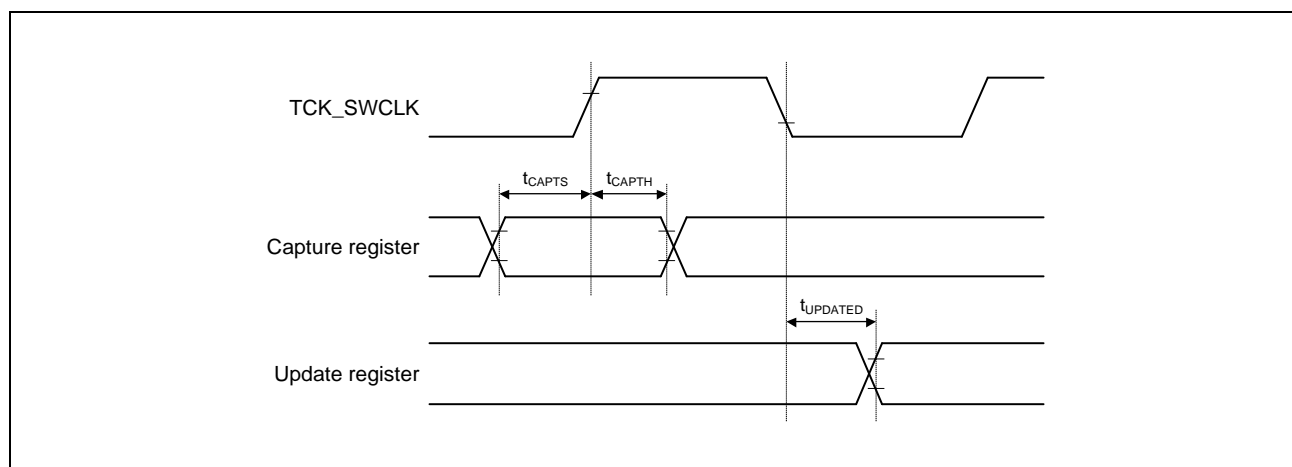 TCK_SWCLK
tCAPTS tCAPTH
Capture register
tUPDATED
Update register